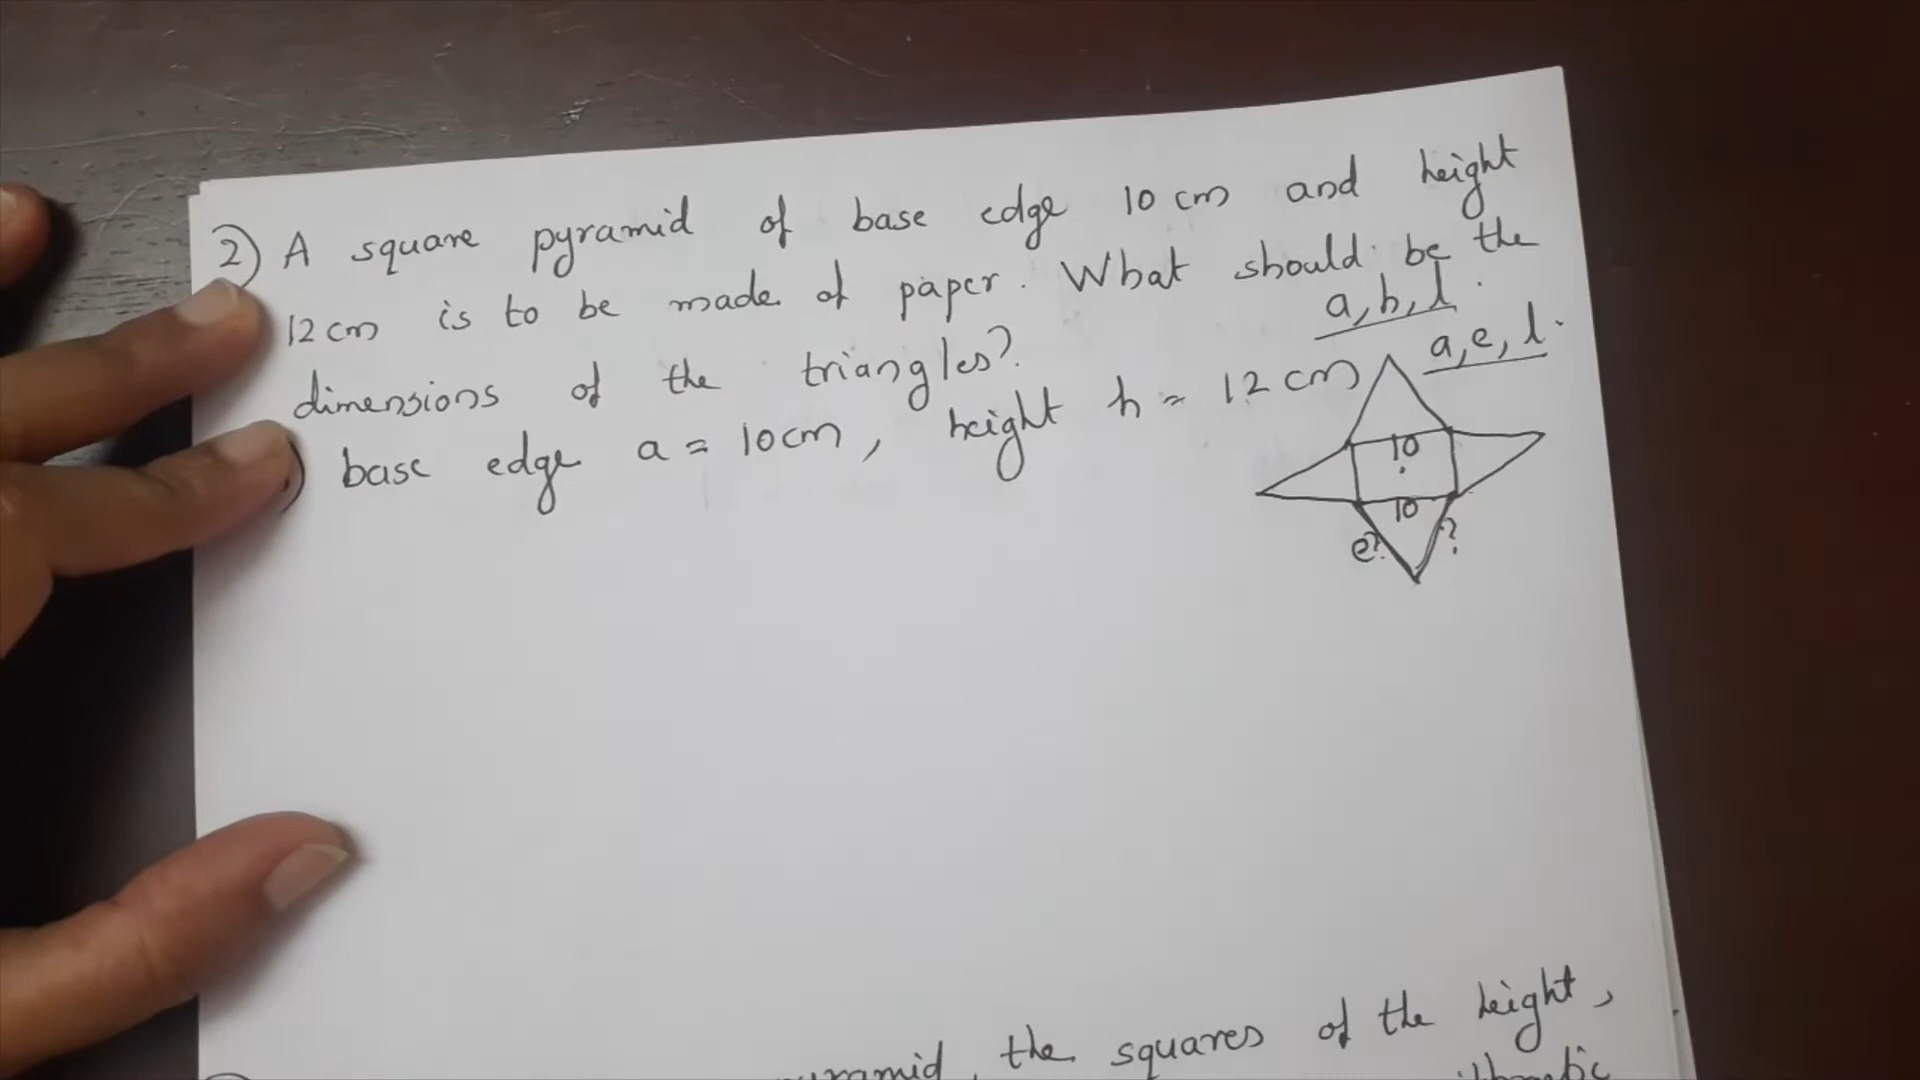 2) A square pyramid of base edge 10 cm and height
12 cm is to be made of paper. What should be the
dimensions of the triangles?
a, h, l.
a, e, l.
base edge a = 10cm, height h = 12 cm
10
10
e? ?
pyramid, the squares of the height,